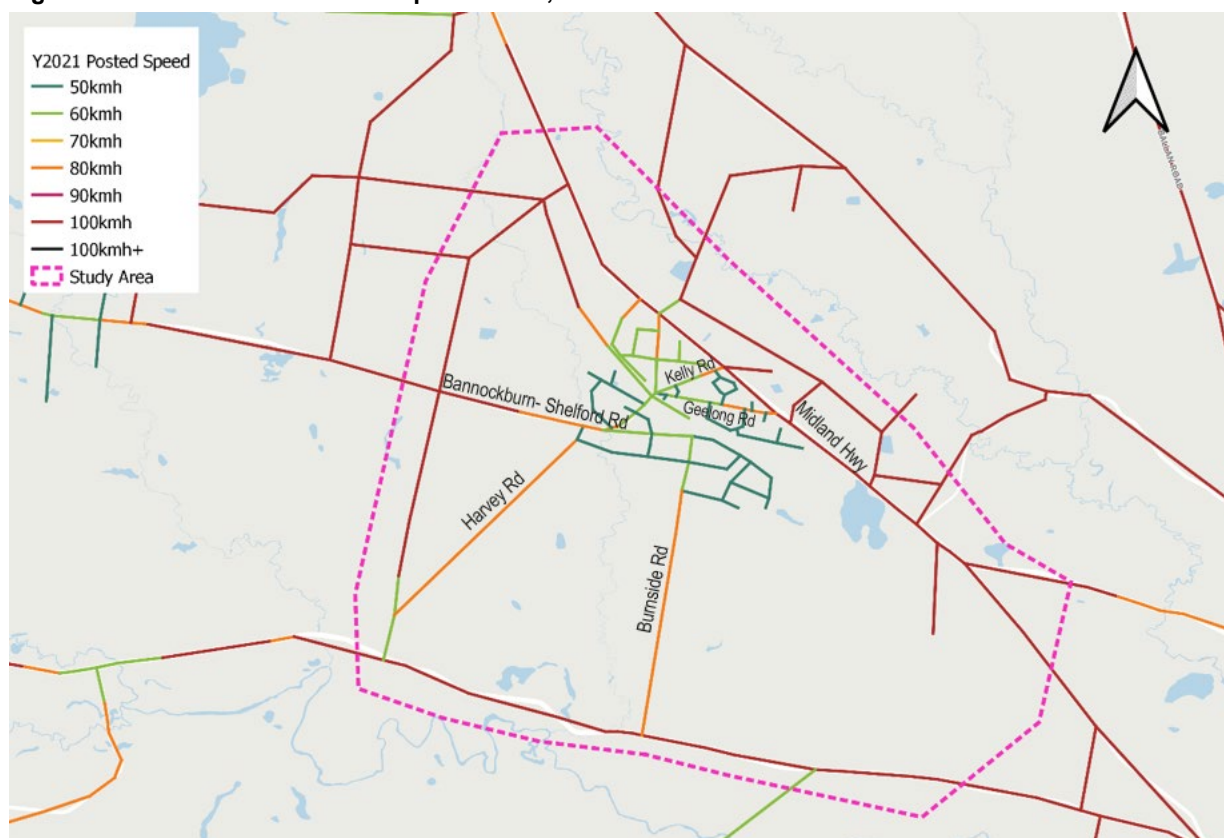 Y2021 Posted Speed
50kmh
60kmh
70kmh
80kmh
90kmh
100kmh
100kmh+
Study Area
Kelly Rd
Bannockburn- Shelford Rd
Geelong Rd
Midland Hwy
Harvey Rd
Burnside Rd